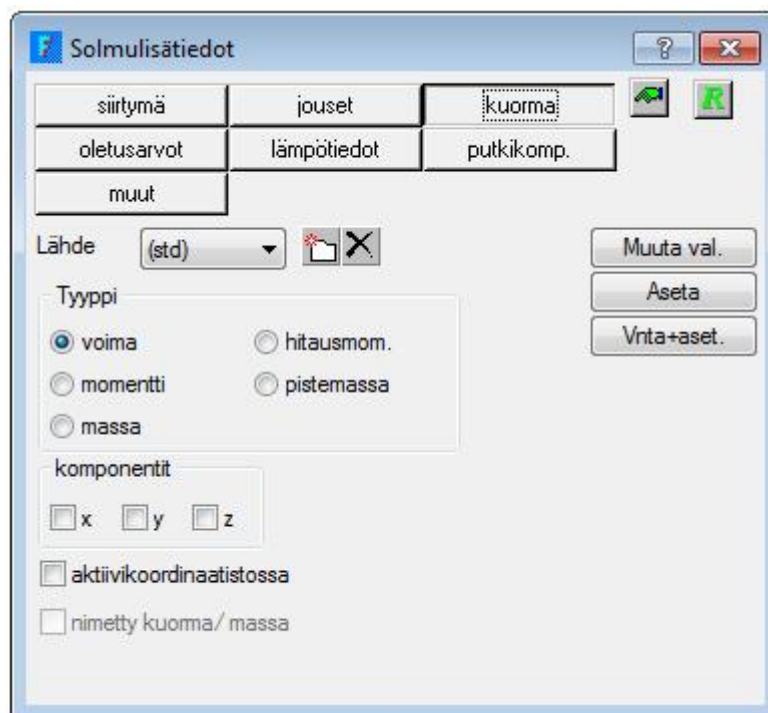 Solmulisätiedot
siirtymä jouset kuorma
oletusarvot lämpötiedot putkikomp.
muut
Lähde (std)
Muuta val.
Aseta
Vrita+aset.
Tyyppi
voima hitausmom.
momentti pistemassa
massa
komponentit
x y z
aktiivikoordinaatistossa
nimetty kuorma/massa